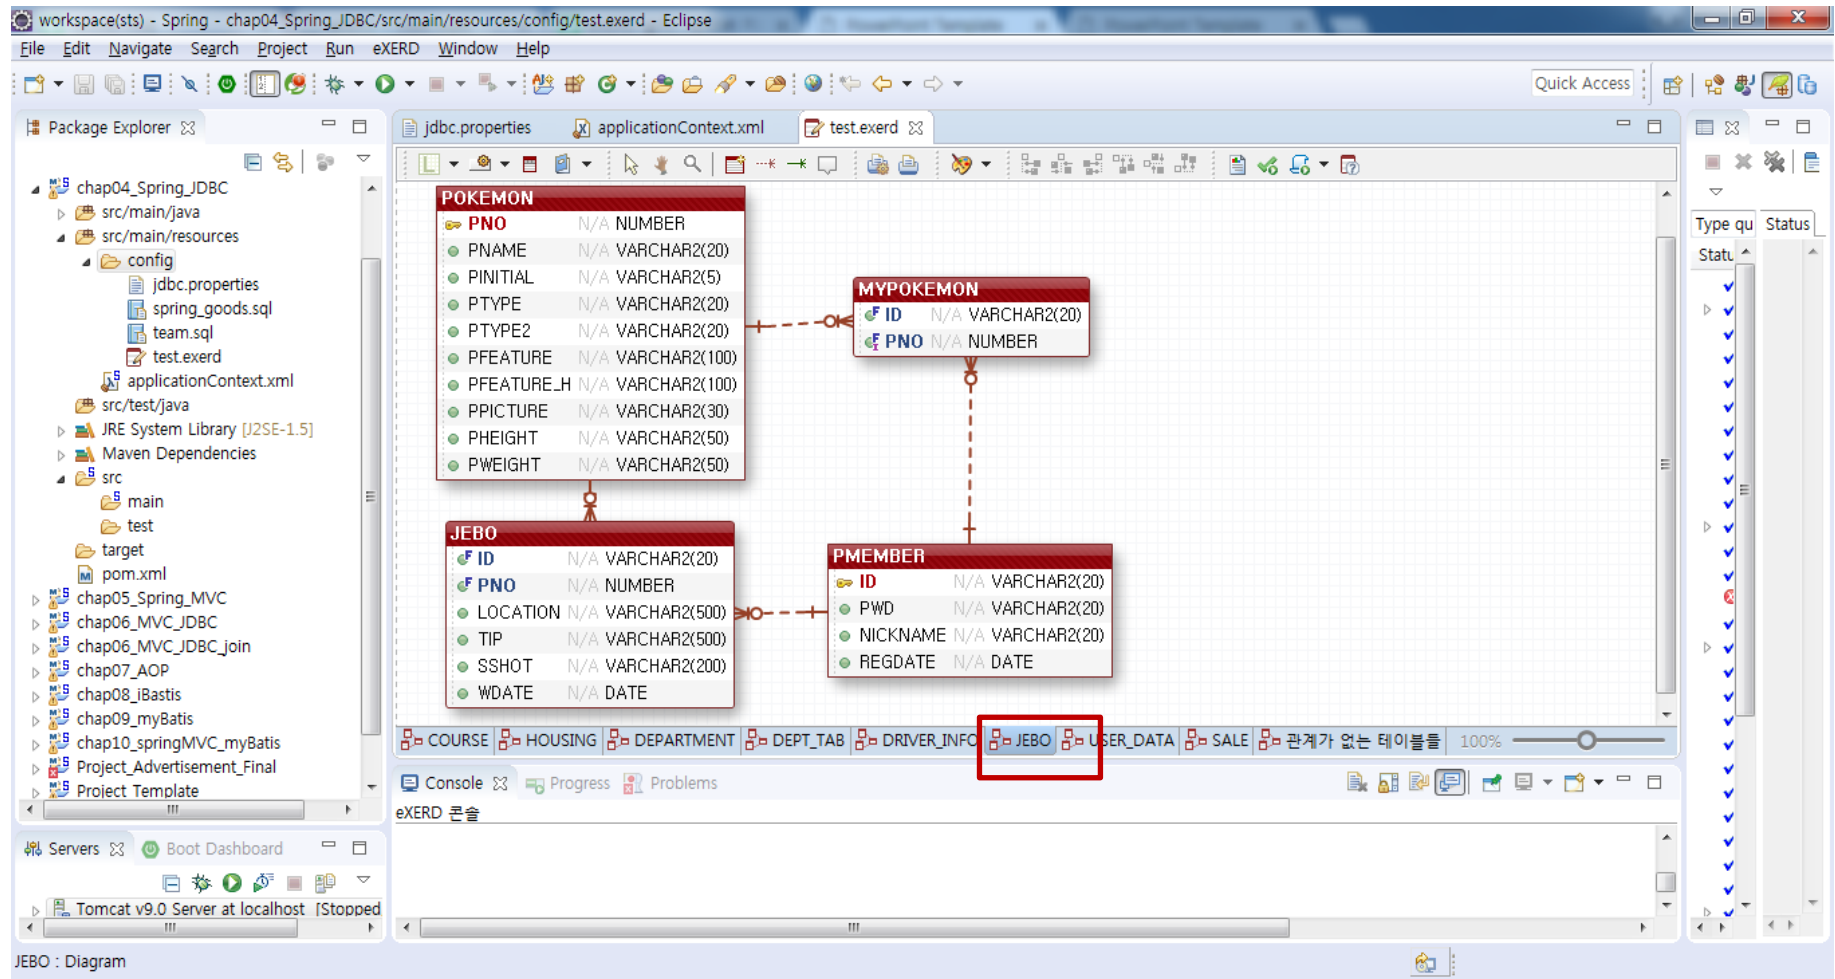 workspace(sts) - Spring - chap04_Spring_JDBC/src/main/resources/config/test.exerd - Eclipse
File Edit Navigate Search Project Run eXERD Window Help
Quick Access
Package Explorer
chap04_Spring_JDBC
src/main/java
src/main/resources
config
jdbc.properties
spring_goods.sql
team.sql
test.exerd
applicationContext.xml
src/test/java
JRE System Library [J2SE-1.5]
Maven Dependencies
src
main
test
target
pom.xml
chap05_Spring_MVC
chap06_MVC_JDBC
chap06_MVC_JDBC_join
chap07_AOP
chap08_iBastis
chap09_myBatis
chap10_springMVC_myBatis
Project_Advertisement_Final
Project Template
Servers Boot Dashboard
Tomcat v9.0 Server at localhost [Stopped
jdbc.properties applicationContext.xml test.exerd
POKEMON
PNO N/A NUMBER
PNAME N/A VARCHAR2(20)
PINITIAL N/A VARCHAR2(5)
PTYPE N/A VARCHAR2(20)
PTYPE2 N/A VARCHAR2(20)
PFEATURE N/A VARCHAR2(100)
PFEATURE_H N/A VARCHAR2(100)
PPICTURE N/A VARCHAR2(30)
PHEIGHT N/A VARCHAR2(50)
PWEIGHT N/A VARCHAR2(50)
MYPOKEMON
ID N/A VARCHAR2(20)
PNO N/A NUMBER
JEBO
ID N/A VARCHAR2(20)
PNO N/A NUMBER
LOCATION N/A VARCHAR2(500)
TIP N/A VARCHAR2(500)
SSHOT N/A VARCHAR2(200)
WDATE N/A DATE
PMEMBER
ID N/A VARCHAR2(20)
PWD N/A VARCHAR2(20)
NICKNAME N/A VARCHAR2(20)
REGDATE N/A DATE
COURSE HOUSING DEPARTMENT DEPT_TAB DRIVER_INFO JEBO USER_DATA SALE 관계가 없는 테이블들 100%
Console Progress Problems
eXERD 콘솔
Type qu Status
Statu
JEBO : Diagram